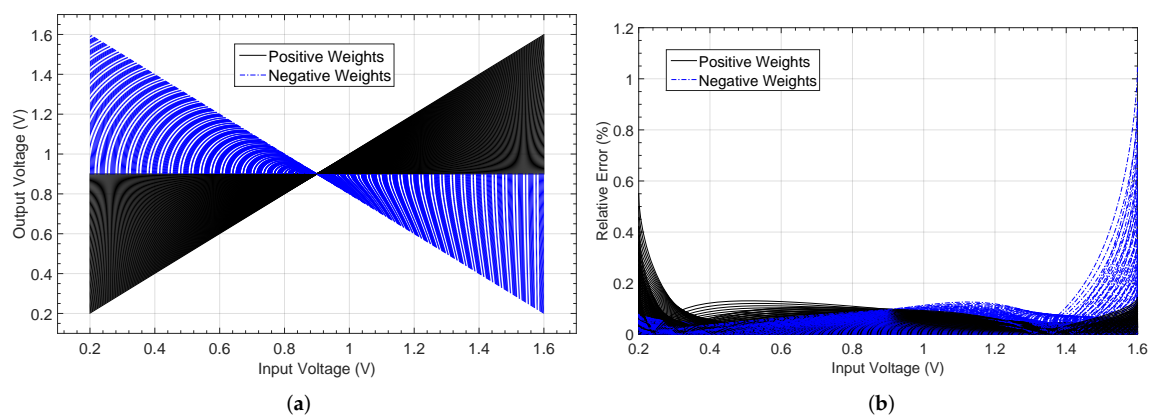 Positive Weights
Negative Weights
Output Voltage (V)
1.6
1.4
1.2
1
0.8
0.6
0.4
0.2
0.2 0.4 0.6 0.8 1 1.2 1.4 1.6
Input Voltage (V)
(a)
Positive Weights
Negative Weights
Relative Error (%)
1.2
1
0.8
0.6
0.4
0.2
0
0.2 0.4 0.6 0.8 1 1.2 1.4 1.6
Input Voltage (V)
(b)